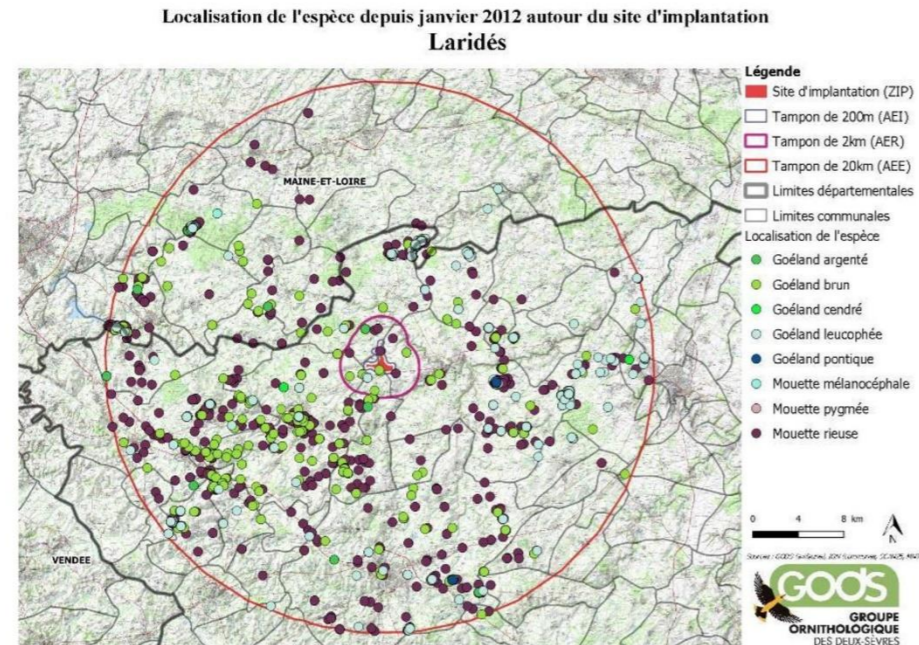 Localisation de l'espèce depuis janvier 2012 autour du site d'implantation
Laridés
MAINE-ET-LOIRE
VENDEE
Légende
Site d'implantation (ZIP)
Tampon de 200m (AEI)
Tampon de 2km (AER)
Tampon de 20km (AEE)
Limites départementales
Limites communales
Localisation de l'espèce
Goéland argenté
Goéland brun
Goéland cendré
Goéland leucophée
Goéland pontique
Mouette mélanocéphale
Mouette pygmée
Mouette rieuse
0 4 8 km
N
GODS
GROUPE
ORNITHOLOGIQUE
DES DEUX-SÈVRES